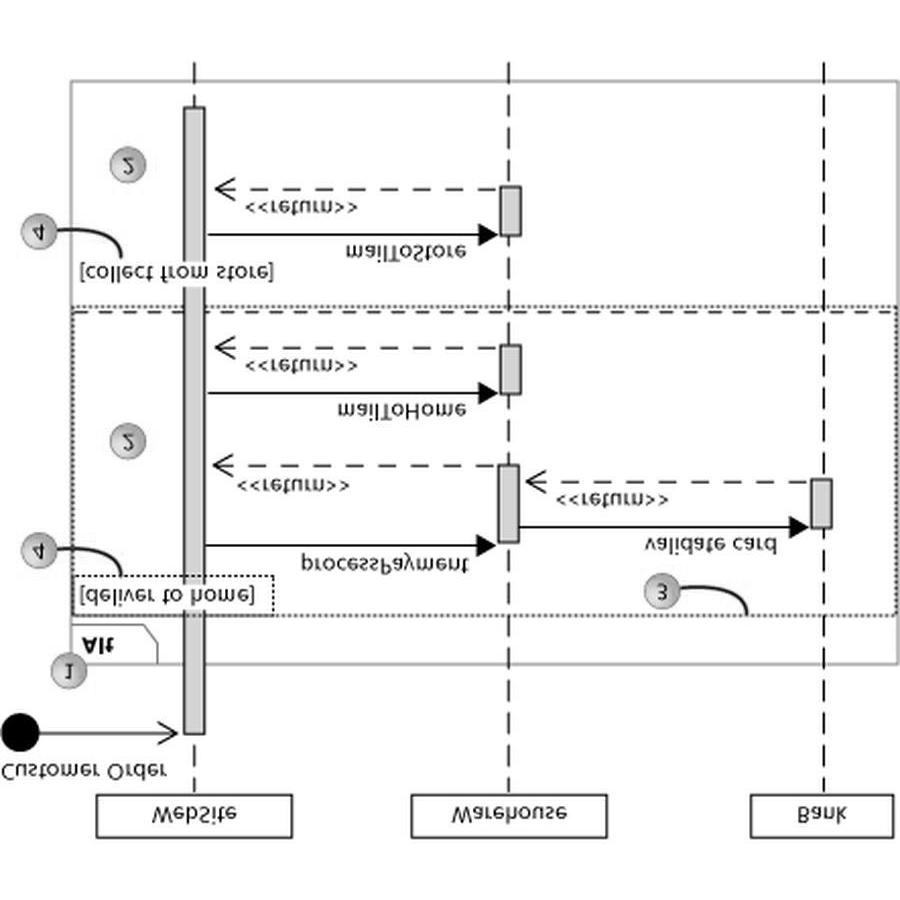 WebSite
Warehouse
Bank
Customer Order
1
Alt
[deliver to home]
3
4
processPayment
validate card
<<return>>
<<return>>
2
mailToHome
<<return>>
[collect from store]
4
mailToStore
<<return>>
2